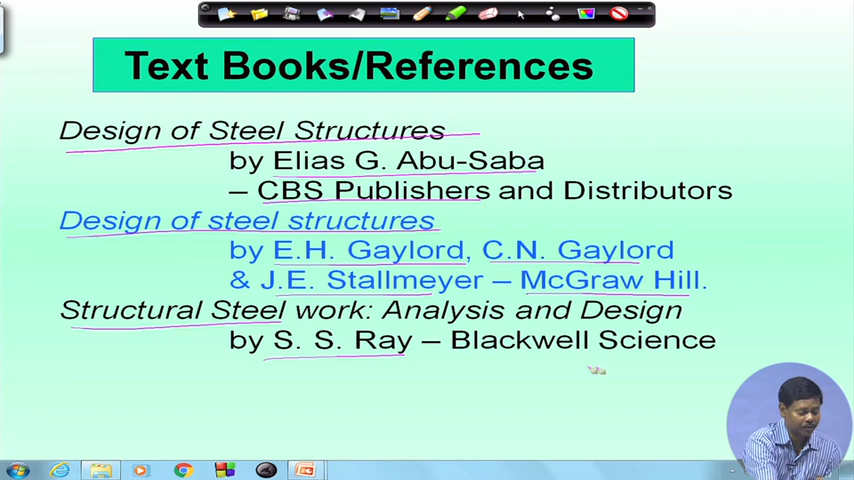 Text Books/References
Design of Steel Structures
by Elias G. Abu-Saba
– CBS Publishers and Distributors
Design of steel structures
by E.H. Gaylord, C.N. Gaylord
& J.E. Stallmeyer – McGraw Hill.
Structural Steel work: Analysis and Design
by S. S. Ray – Blackwell Science